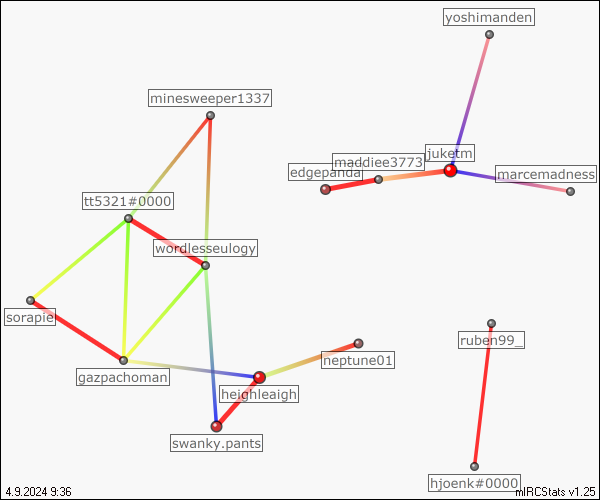 yoshimanden
minesweeper1337
juketm
maddiee3773
edgepanda
marcemadness
tt5321#0000
wordlesseulogy
sorapie
ruben99_
neptune01
gazpachoman
heighleaigh
swanky.pants
hjoenk#0000
4.9.2024 9:36
mIRCStats v1.25